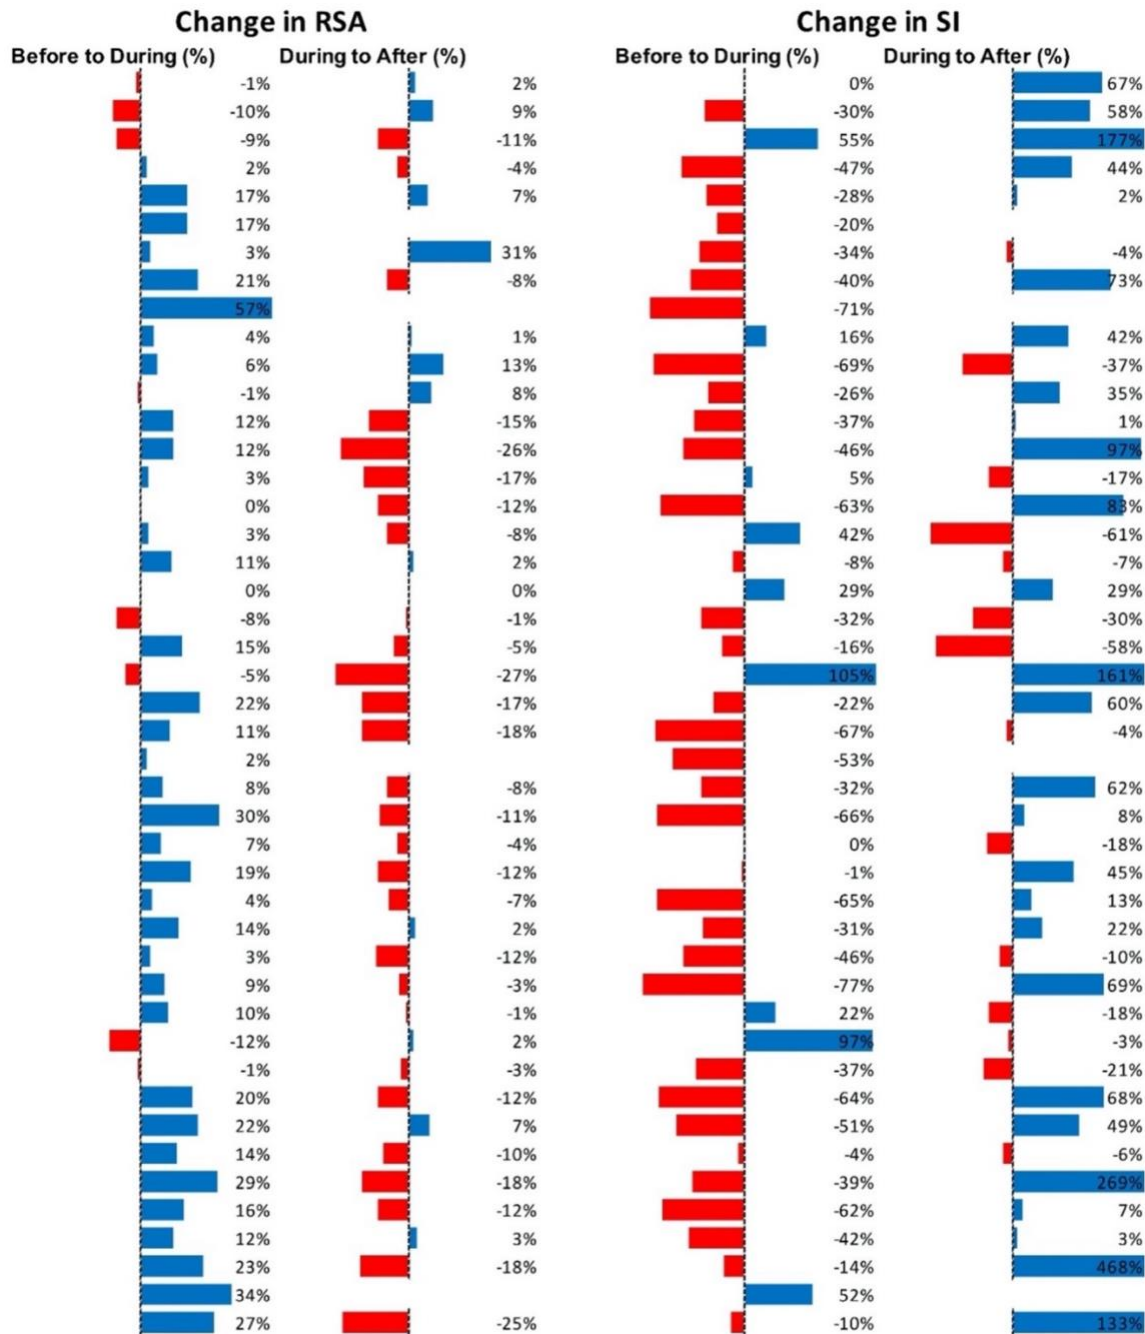 Change in RSA Change in SI
Before to During (%) During to After (%) Before to During (%) During to After (%)
-1% 2% 0% 67%
-10% 9% -30% 58%
-9% -11% 55% 177%
2% -4% -47% 44%
17% 7% -28% 2%
17% -20%
3% 31% -34% -4%
21% -8% -40% 73%
57% -71%
4% 1% 16% 42%
6% 13% -69% -37%
-1% 8% -26% 35%
12% -15% -37% 1%
12% -26% -46% 97%
3% -17% 5% -17%
0% -12% -63% 83%
3% -8% 42% -61%
11% 2% -8% -7%
0% 0% 29% 29%
-8% -1% -32% -30%
15% -5% -16% -58%
-5% -27% 105% 161%
22% -17% -22% 60%
11% -18% -67% -4%
2% -53%
8% -8% -32% 62%
30% -11% -66% 8%
7% -4% 0% -18%
19% -12% -1% 45%
4% -7% -65% 13%
14% 2% -31% 22%
3% -12% -46% -10%
9% -3% -77% 69%
10% -1% 22% -18%
-12% 2% 97% -3%
-1% -3% -37% -21%
20% -12% -64% 68%
22% 7% -51% 49%
14% -10% -4% -6%
29% -18% -39% 269%
16% -12% -62% 7%
12% 3% -42% 3%
23% -18% -14% 468%
34% 52%
27% -25% -10% 133%